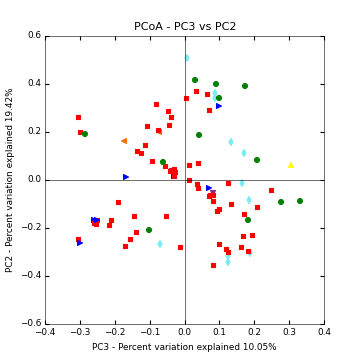 PCoA - PC3 vs PC2
PC2 - Percent variation explained 19.42%
0.6
0.4
0.2
0.0
−0.2
−0.4
−0.6
−0.4 −0.3 −0.2 −0.1 0.0 0.1 0.2 0.3 0.4
PC3 - Percent variation explained 10.05%